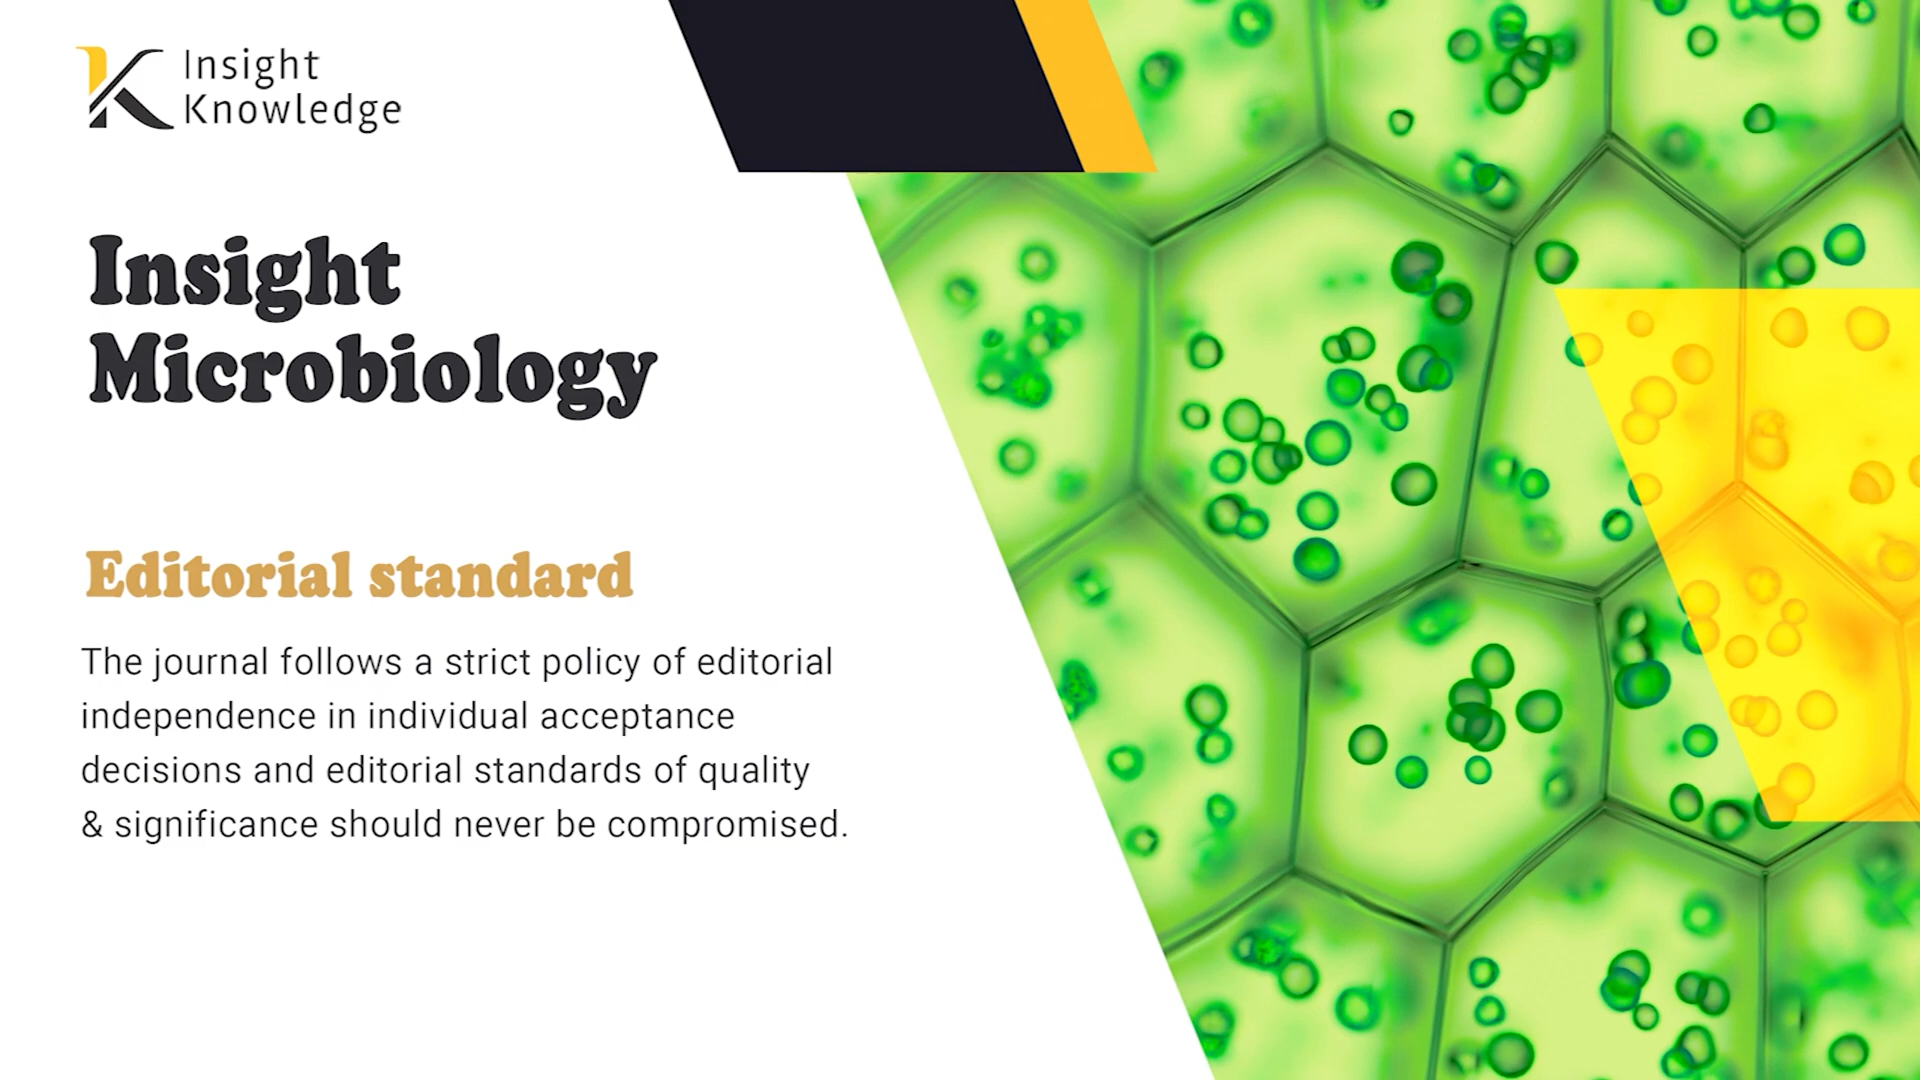 Insight
Knowledge
Insight
Microbiology
Editorial standard
The journal follows a strict policy of editorial
independence in individual acceptance
decisions and editorial standards of quality
& significance should never be compromised.